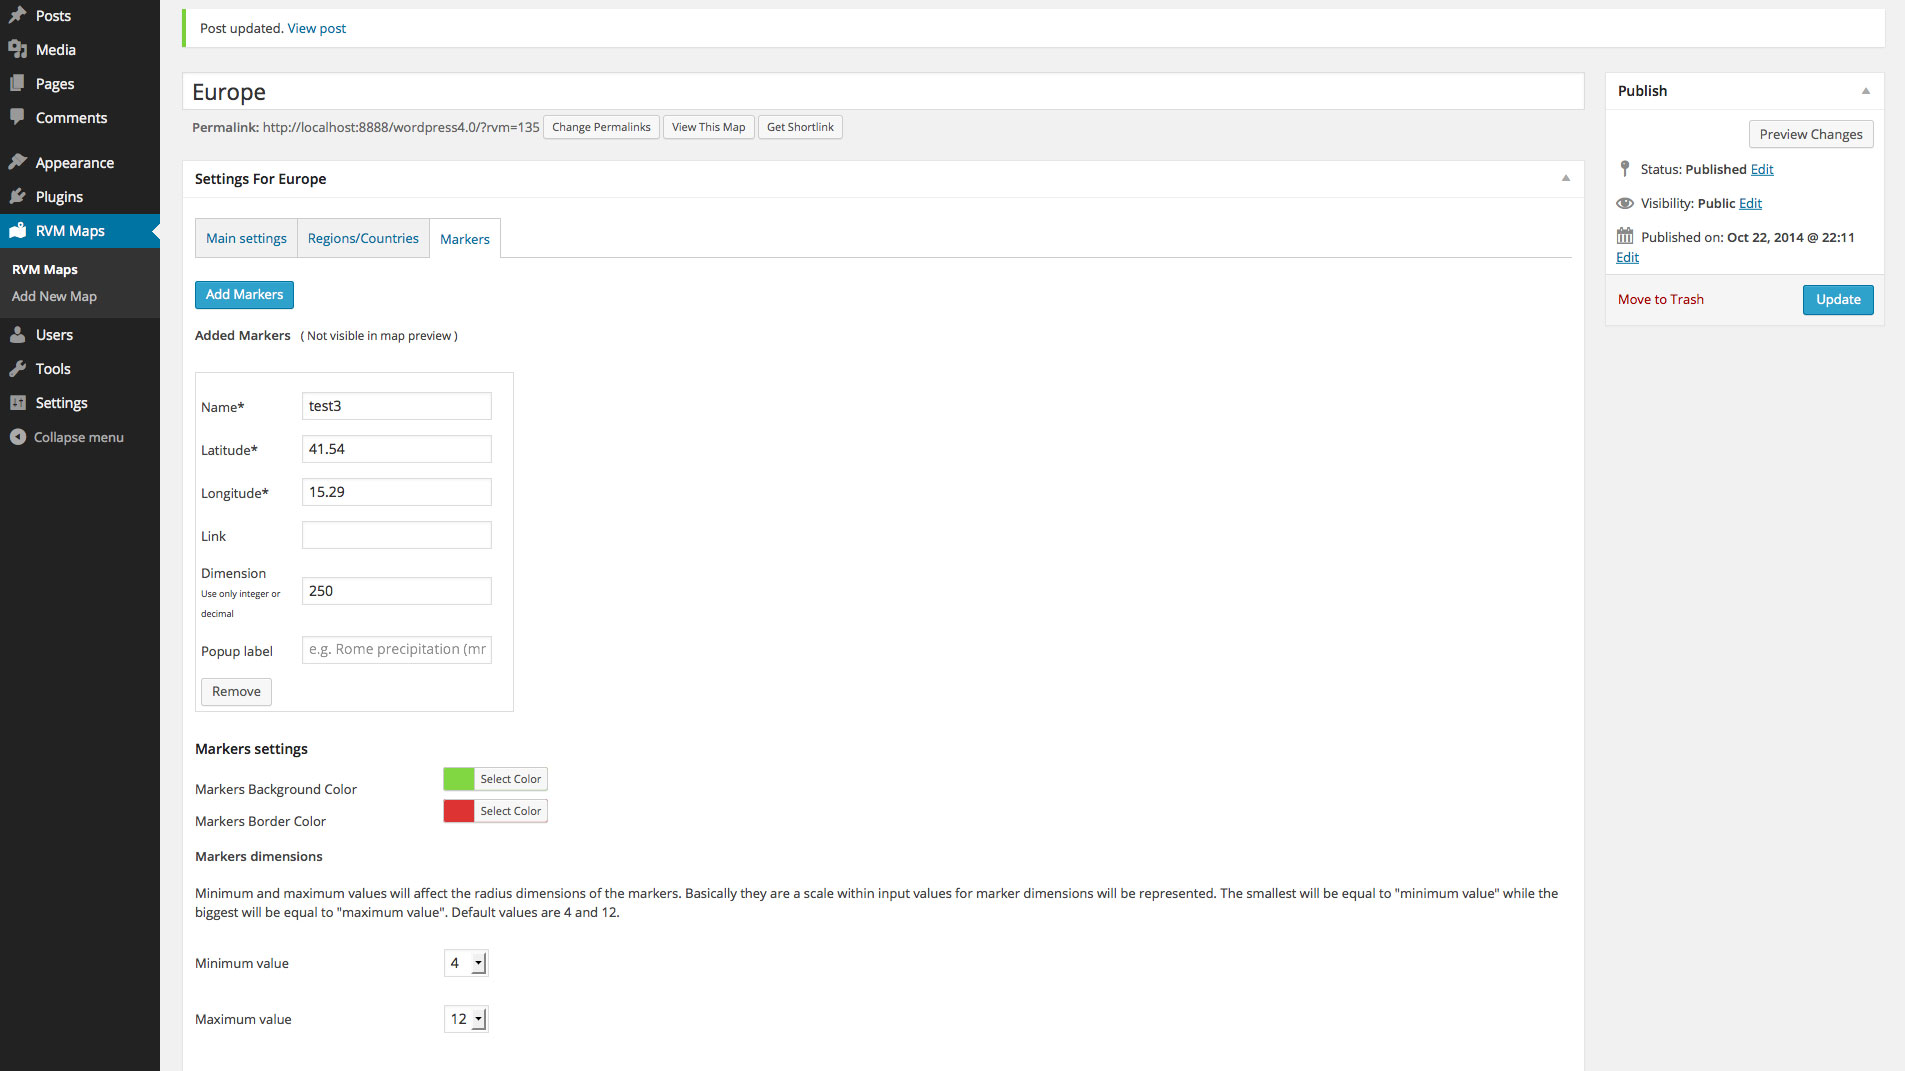 Posts
Media
Pages
Comments
Appearance
Plugins
RVM Maps
RVM Maps
Add New Map
Users
Tools
Settings
Collapse menu
Post updated. View post
Europe
Permalink: http://localhost:8888/wordpress4.0/?rvm=135 Change Permalinks View This Map Get Shortlink
Settings For Europe
Main settings Regions/Countries Markers
Add Markers
Added Markers ( Not visible in map preview )
Name* test3
Latitude* 41.54
Longitude* 15.29
Link
Dimension
Use only integer or
decimal
250
Popup label e.g. Rome precipitation (mr
Remove
Markers settings
Markers Background Color Select Color
Markers Border Color Select Color
Markers dimensions
Minimum and maximum values will affect the radius dimensions of the markers. Basically they are a scale within input values for marker dimensions will be represented. The smallest will be equal to "minimum value" while the
biggest will be equal to "maximum value". Default values are 4 and 12.
Minimum value 4
Maximum value 12
Publish
Preview Changes
Status: Published Edit
Visibility: Public Edit
Published on: Oct 22, 2014 @ 22:11
Edit
Move to Trash Update